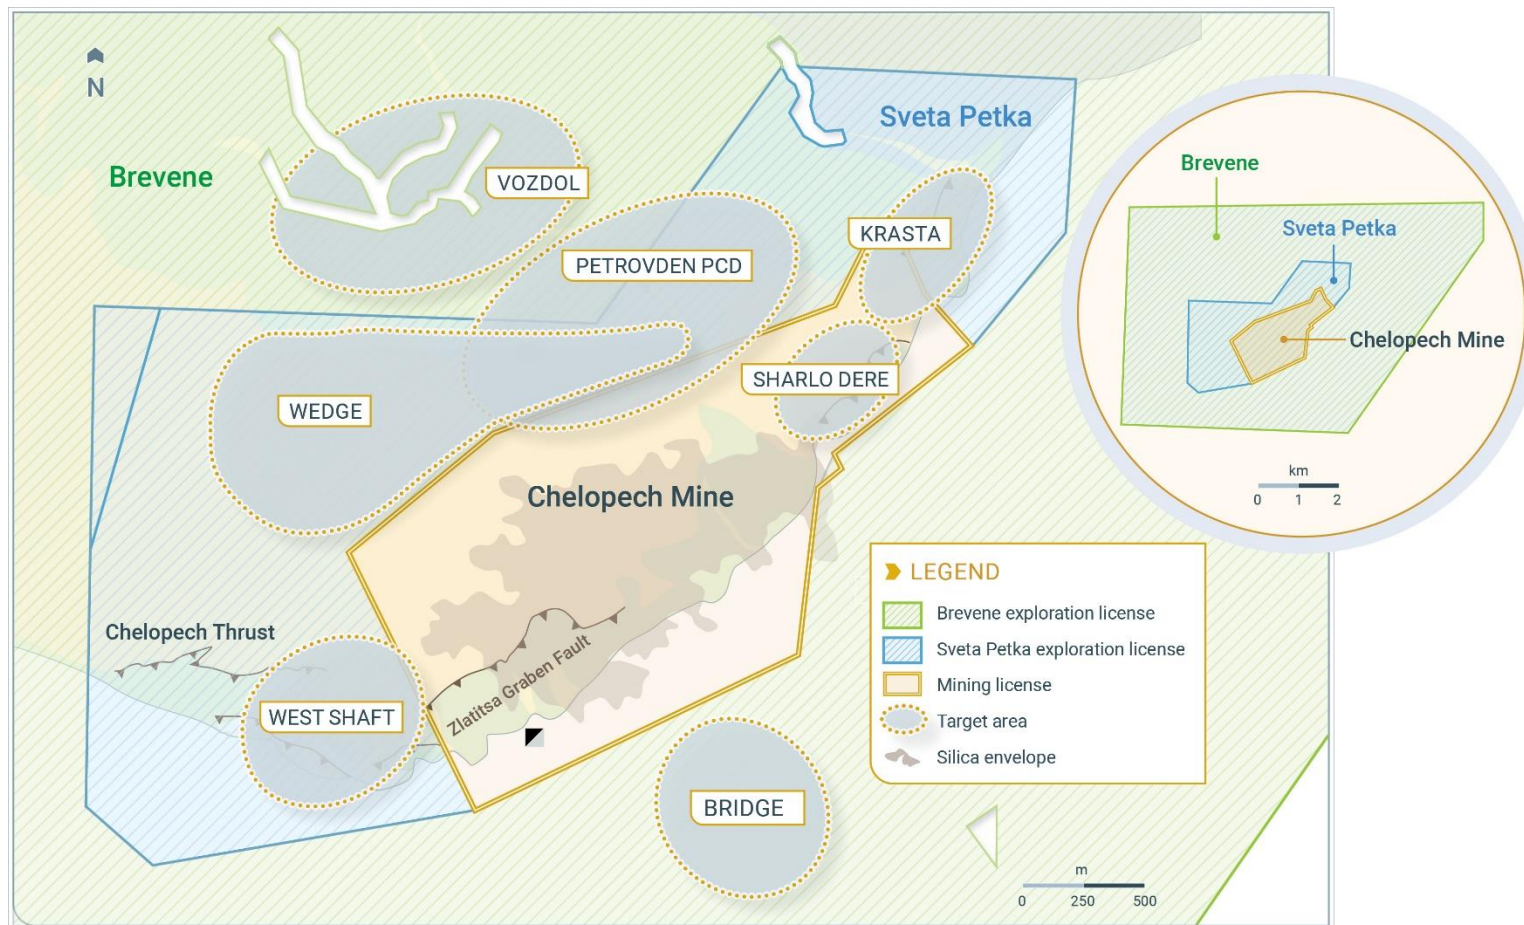 N
Brevene
VOZDOL
Sveta Petka
KRASTA
PETROVDEN PCD
SHARLO DERE
WEDGE
Chelopech Mine
Chelopech Thrust
Zlatitsa Graben Fault
WEST SHAFT
BRIDGE
Brevene
Sveta Petka
Chelopech Mine
km
0 1 2
LEGEND
Brevene exploration license
Sveta Petka exploration license
Mining license
Target area
Silica envelope
m
0 250 500